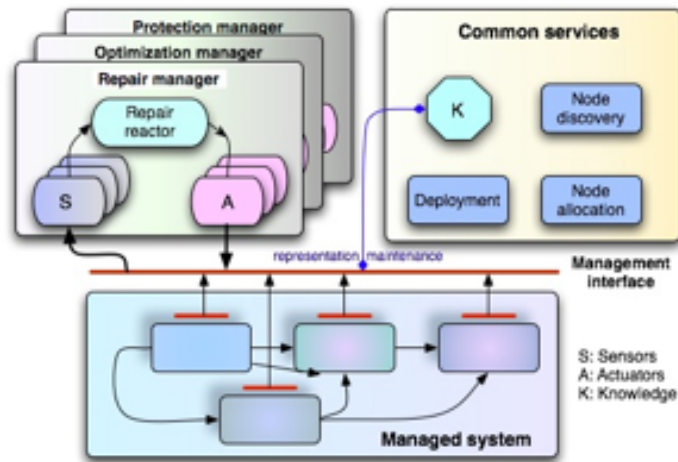 Protection manager
Optimization manager
Repair manager
Repair
reactor
S
A
Common services
K
Node
discovery
Deployment
Node
allocation
representation maintenance
Management
interface
S: Sensors
A: Actuators
K: Knowledge
Managed system